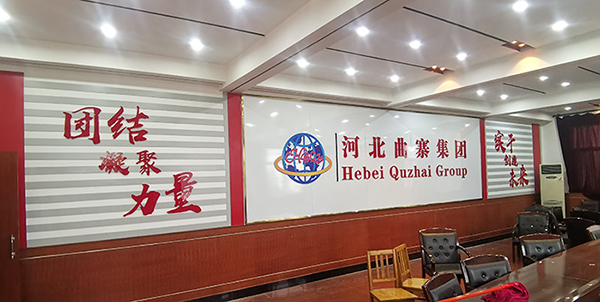 团结
凝聚
力量
河北曲寨集团
Hebei Quzhai Group
实干
创造
未来